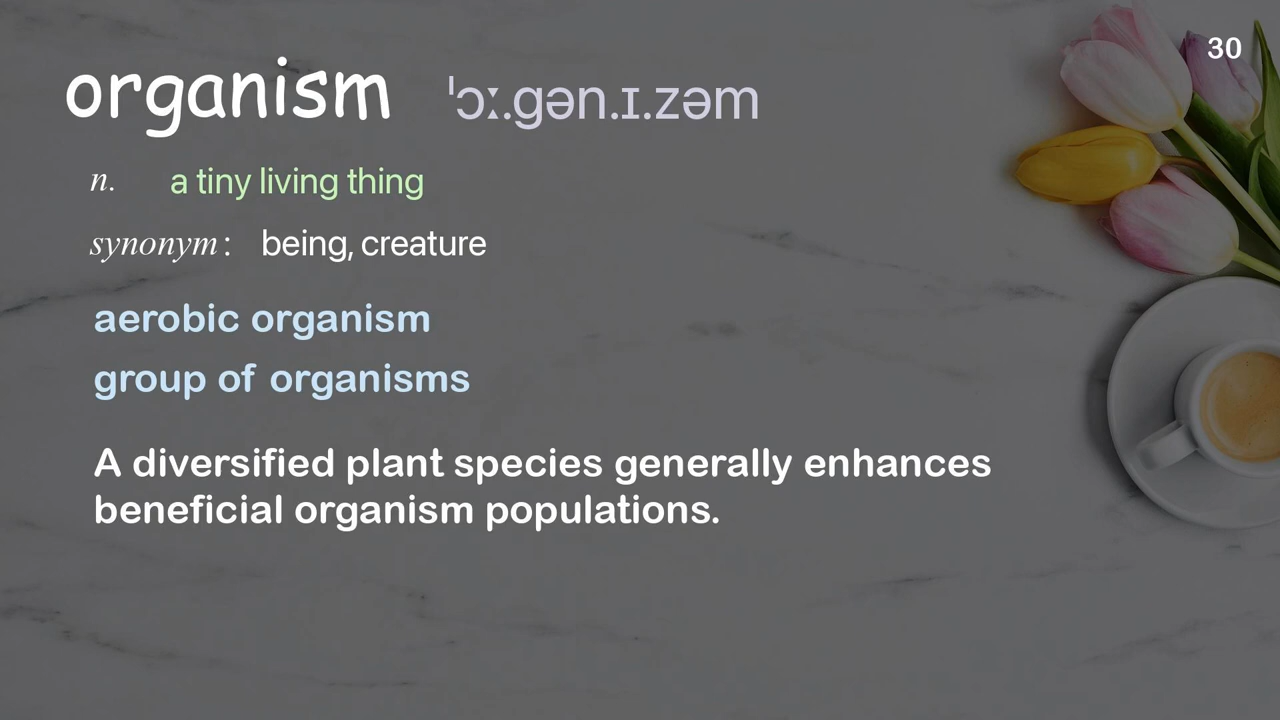 30
organism ˈɔː.ɡən.ɪ.zəm
n. a tiny living thing
synonym: being, creature
aerobic organism
group of organisms
A diversified plant species generally enhances
beneficial organism populations.